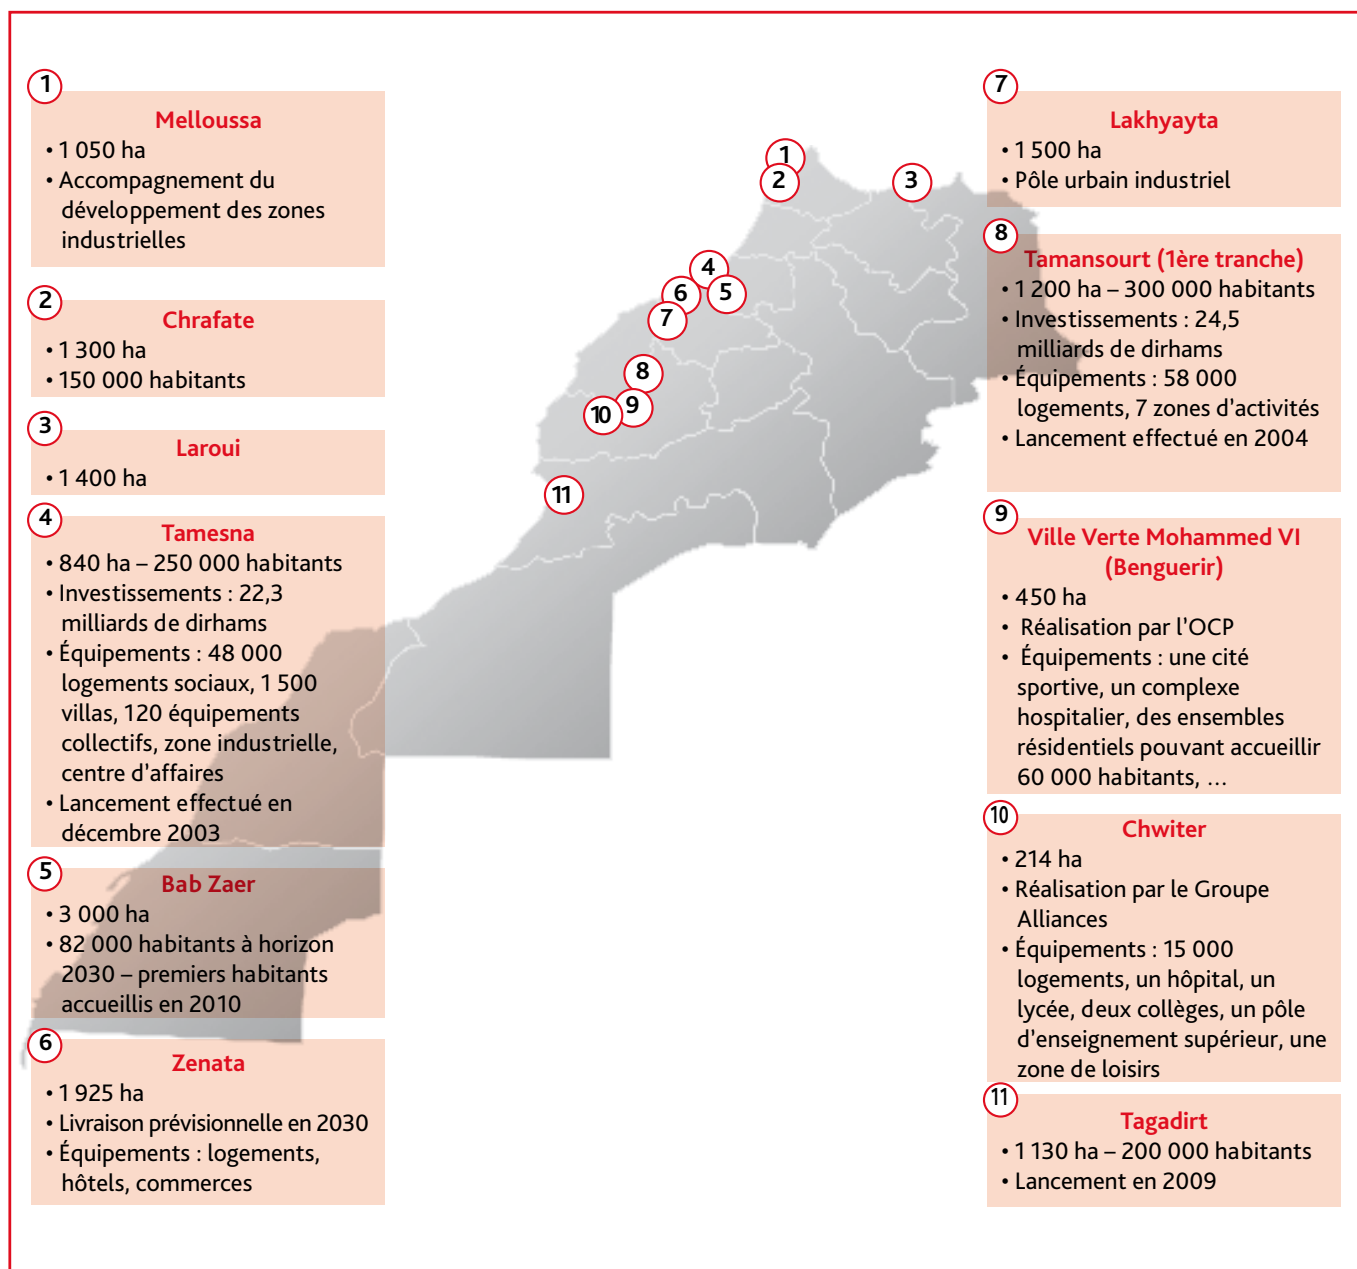 1
Melloussa
• 1 050 ha
• Accompagnement du
développement des zones
industrielles
2
Chrafate
• 1 300 ha
• 150 000 habitants
3
Laroui
• 1 400 ha
4
Tamesna
• 840 ha – 250 000 habitants
• Investissements : 22,3
milliards de dirhams
• Équipements : 48 000
logements sociaux, 1 500
villas, 120 équipements
collectifs, zone industrielle,
centre d'affaires
• Lancement effectué en
décembre 2003
5
Bab Zaer
• 3 000 ha
• 82 000 habitants à horizon
2030 – premiers habitants
accueillis en 2010
6
Zenata
• 1 925 ha
• Livraison prévisionnelle en 2030
• Équipements : logements,
hôtels, commerces
1
2
3
4
5
6
7
8
9
10
11
7
Lakhyayta
• 1 500 ha
• Pôle urbain industriel
8
Tamansourt (1ère tranche)
• 1 200 ha – 300 000 habitants
• Investissements : 24,5
milliards de dirhams
• Équipements : 58 000
logements, 7 zones d’activités
• Lancement effectué en 2004
9
Ville Verte Mohammed VI
(Benguerir)
• 450 ha
• Réalisation par l’OCP
• Équipements : une cité
sportive, un complexe
hospitalier, des ensembles
résidentiels pouvant accueillir
60 000 habitants, …
10
Chwiter
• 214 ha
• Réalisation par le Groupe
Alliances
• Équipements : 15 000
logements, un hôpital, un
lycée, deux collèges, un pôle
d’enseignement supérieur, une
zone de loisirs
11
Tagadirt
• 1 130 ha – 200 000 habitants
• Lancement en 2009